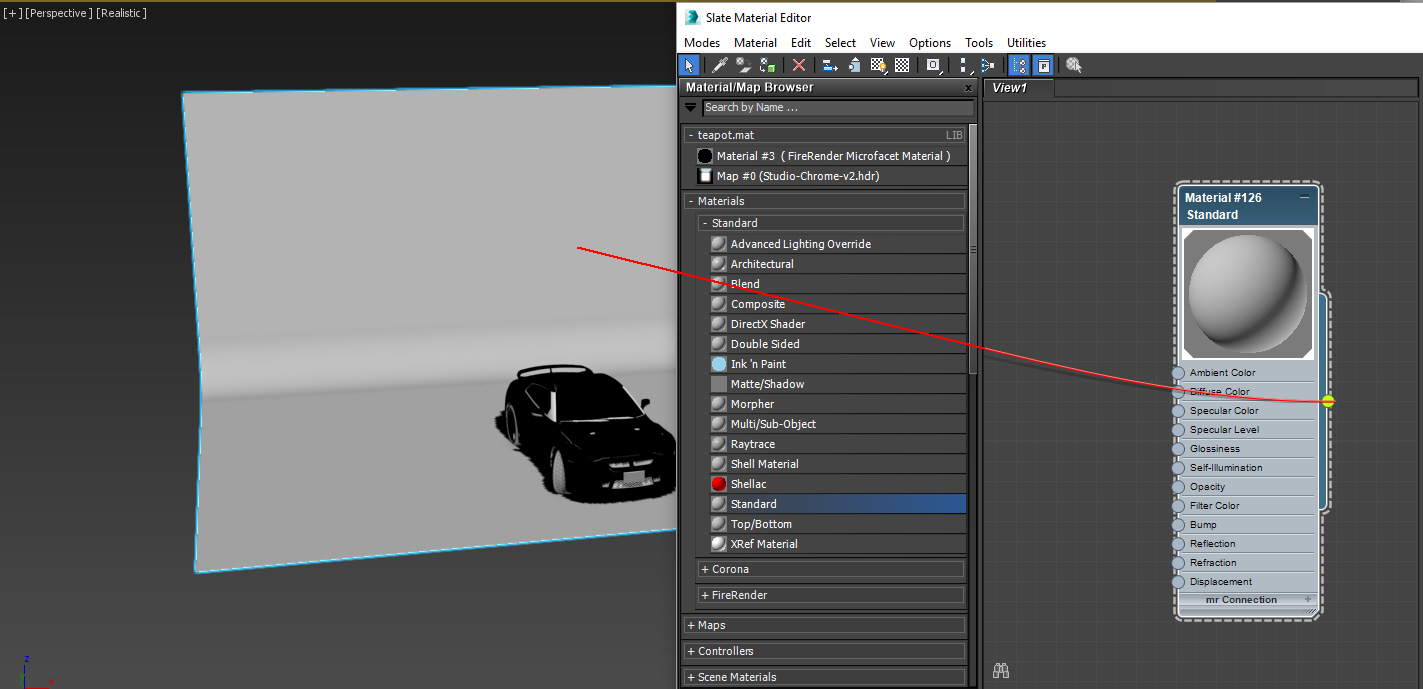 [+][Perspective][Realistic]
Slate Material Editor
Modes Material Edit Select View Options Tools Utilities
Material/Map Browser x
Search by Name ...
- teapot.mat LIB
Material #3 ( FireRender Microfacet Material )
Map #0 (Studio-Chrome-v2.hdr)
- Materials
- Standard
Advanced Lighting Override
Architectural
Blend
Composite
DirectX Shader
Double Sided
Ink 'n Paint
Matte/Shadow
Morpher
Multi/Sub-Object
Raytrace
Shell Material
Shellac
Standard
Top/Bottom
XRef Material
+ Corona
+ FireRender
+ Maps
+ Controllers
+ Scene Materials
View1
Material #126
Standard
Ambient Color
Diffuse Color
Specular Color
Specular Level
Glossiness
Self-Illumination
Opacity
Filter Color
Bump
Reflection
Refraction
Displacement
mr Connection +
z
x